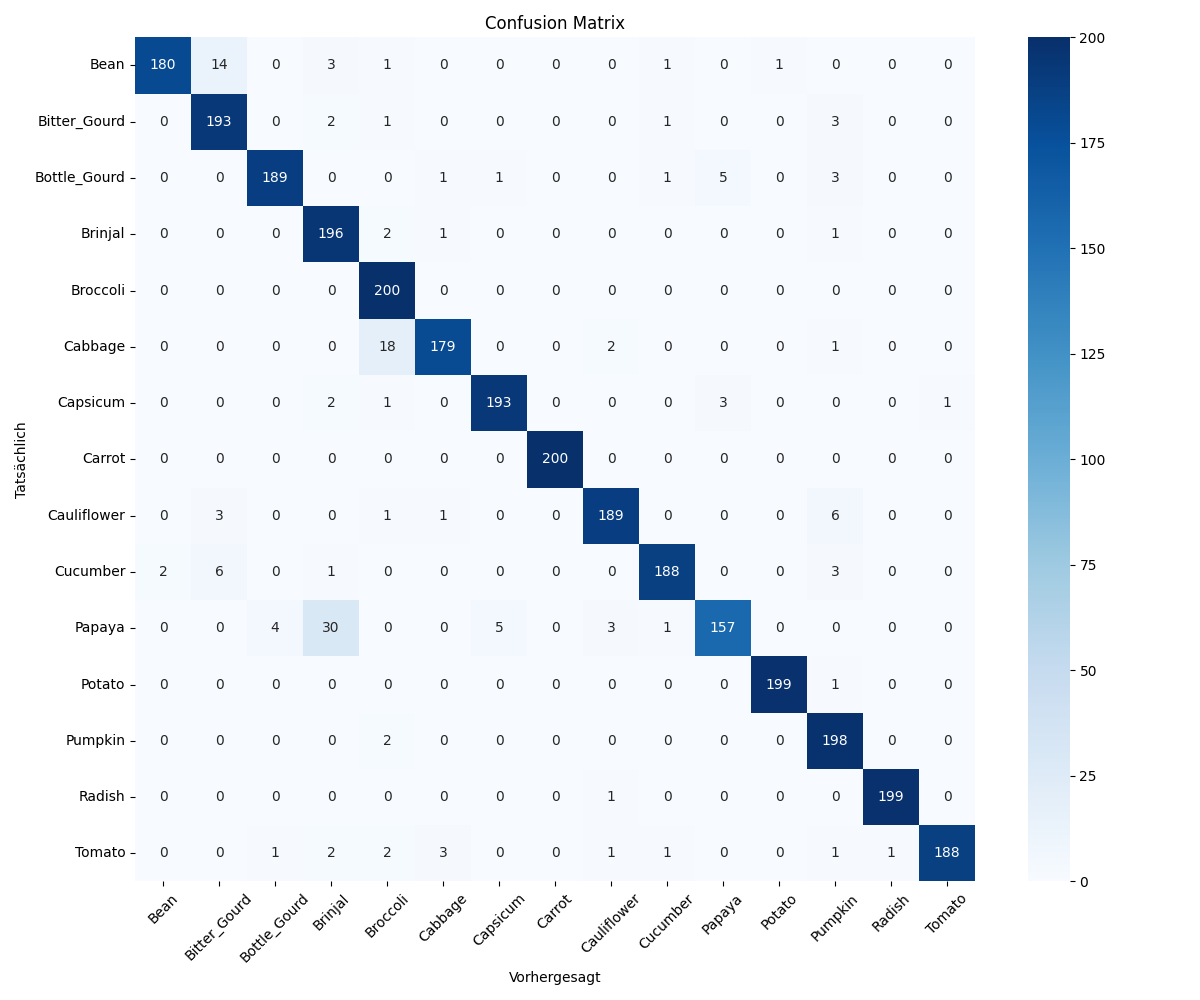 Confusion Matrix
Tatsächlich
Bean 180 14 0 3 1 0 0 0 0 1 0 1 0 0 0
Bitter_Gourd 0 193 0 2 1 0 0 0 0 1 0 0 3 0 0
Bottle_Gourd 0 0 189 0 0 1 1 0 0 1 5 0 3 0 0
Brinjal 0 0 0 196 2 1 0 0 0 0 0 0 1 0 0
Broccoli 0 0 0 0 200 0 0 0 0 0 0 0 0 0 0
Cabbage 0 0 0 0 18 179 0 0 2 0 0 0 1 0 0
Capsicum 0 0 0 2 1 0 193 0 0 0 3 0 0 0 1
Carrot 0 0 0 0 0 0 0 200 0 0 0 0 0 0 0
Cauliflower 0 3 0 0 1 1 0 0 189 0 0 0 6 0 0
Cucumber 2 6 0 1 0 0 0 0 0 188 0 0 3 0 0
Papaya 0 0 4 30 0 0 5 0 3 1 157 0 0 0 0
Potato 0 0 0 0 0 0 0 0 0 0 0 199 1 0 0
Pumpkin 0 0 0 0 2 0 0 0 0 0 0 0 198 0 0
Radish 0 0 0 0 0 0 0 0 1 0 0 0 0 199 0
Tomato 0 0 1 2 2 3 0 0 1 1 0 0 1 1 188
Bean Bitter_Gourd Bottle_Gourd Brinjal Broccoli Cabbage Capsicum Carrot Cauliflower Cucumber Papaya Potato Pumpkin Radish Tomato
Vorhergesagt
200
175
150
125
100
75
50
25
0